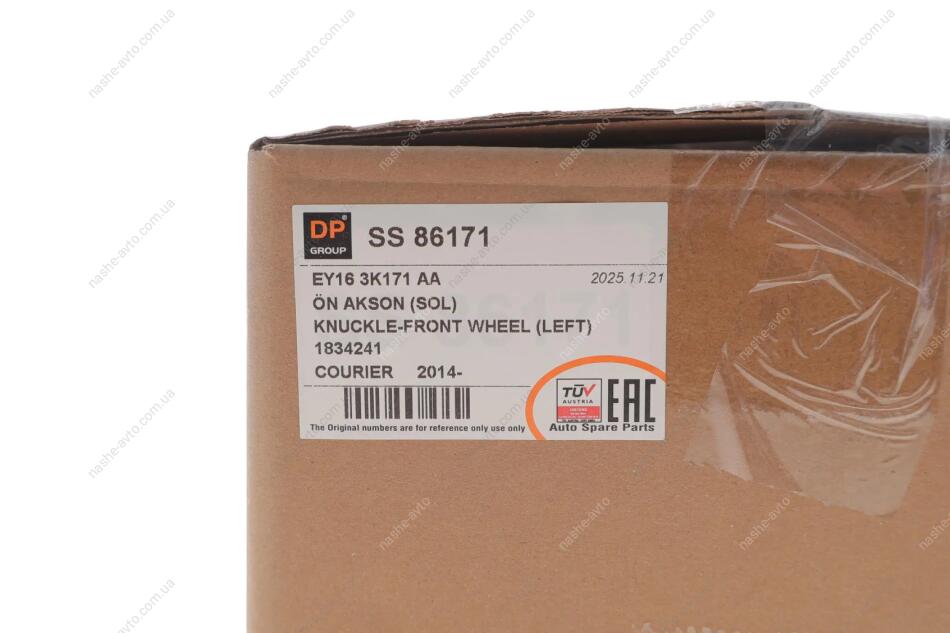 DP®
GROUP
SS 86171
EY16 3K171 AA
2025.11.21
ÖN AKSON (SOL)
KNUCKLE-FRONT WHEEL (LEFT)
1834241
COURIER 2014-
TÜV
AUSTRIA
EAC
The Original numbers are for reference only use only
Auto Spare Parts
86171
nashe-avto.com.ua